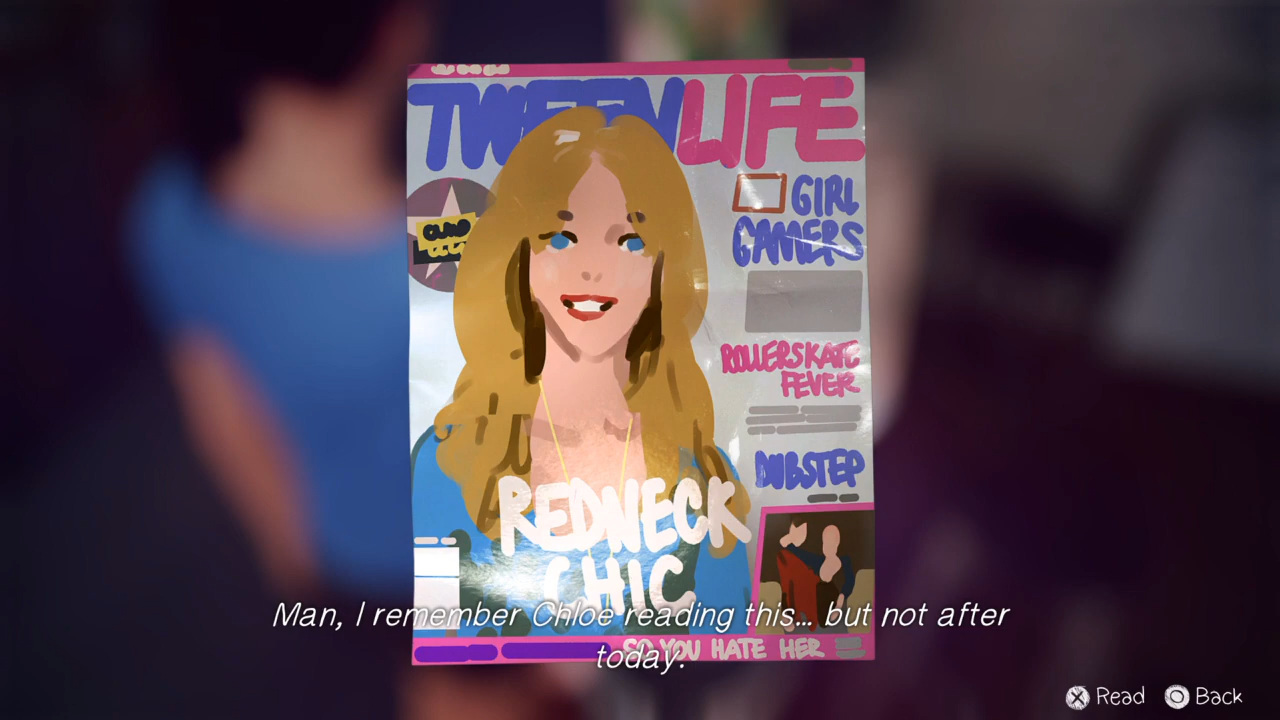 TWEENLIFE
GIRL
GAMERS
ROLLERSKATE
FEVER
DUBSTEP
REDNECK
CHIC
SO YOU HATE HER
Man, I remember Chloe reading this... but not after
today.
Read Back